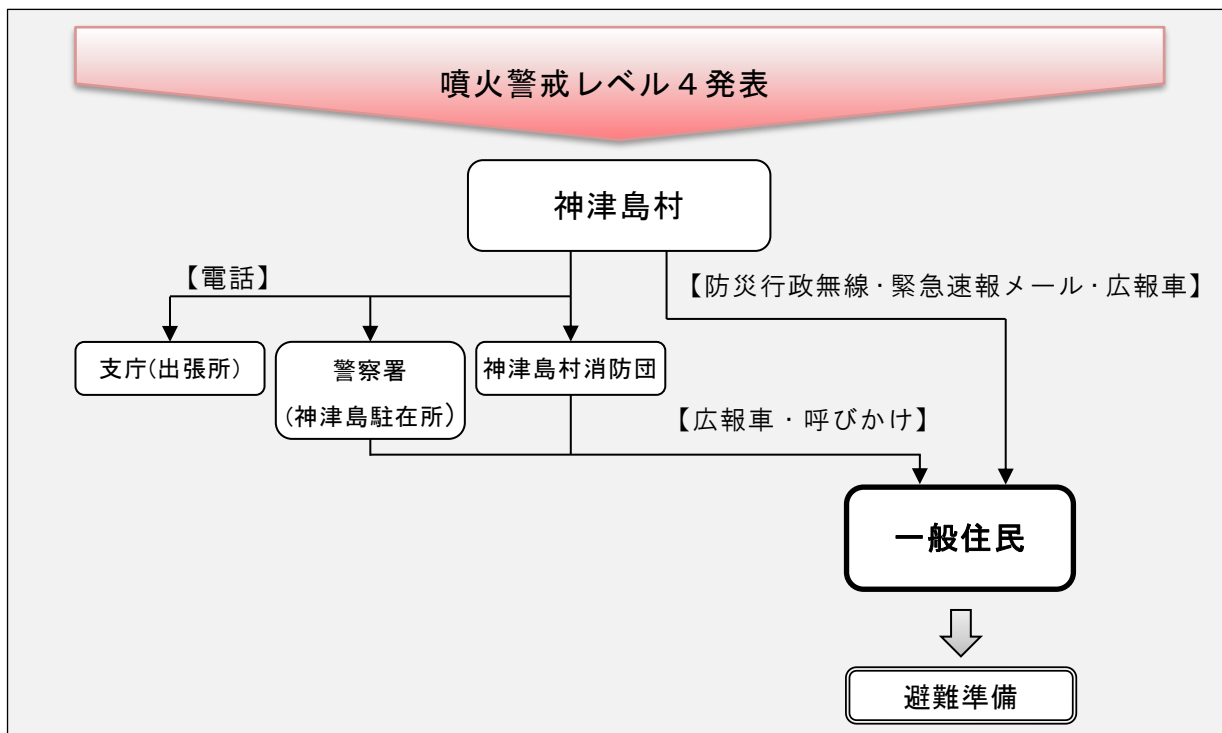 噴火警戒レベル４発表
神津島村
【電話】
【防災行政無線・緊急速報メール・広報車】
支庁(出張所)
警察署
(神津島駐在所)
神津島村消防団
【広報車・呼びかけ】
一般住民
避難準備